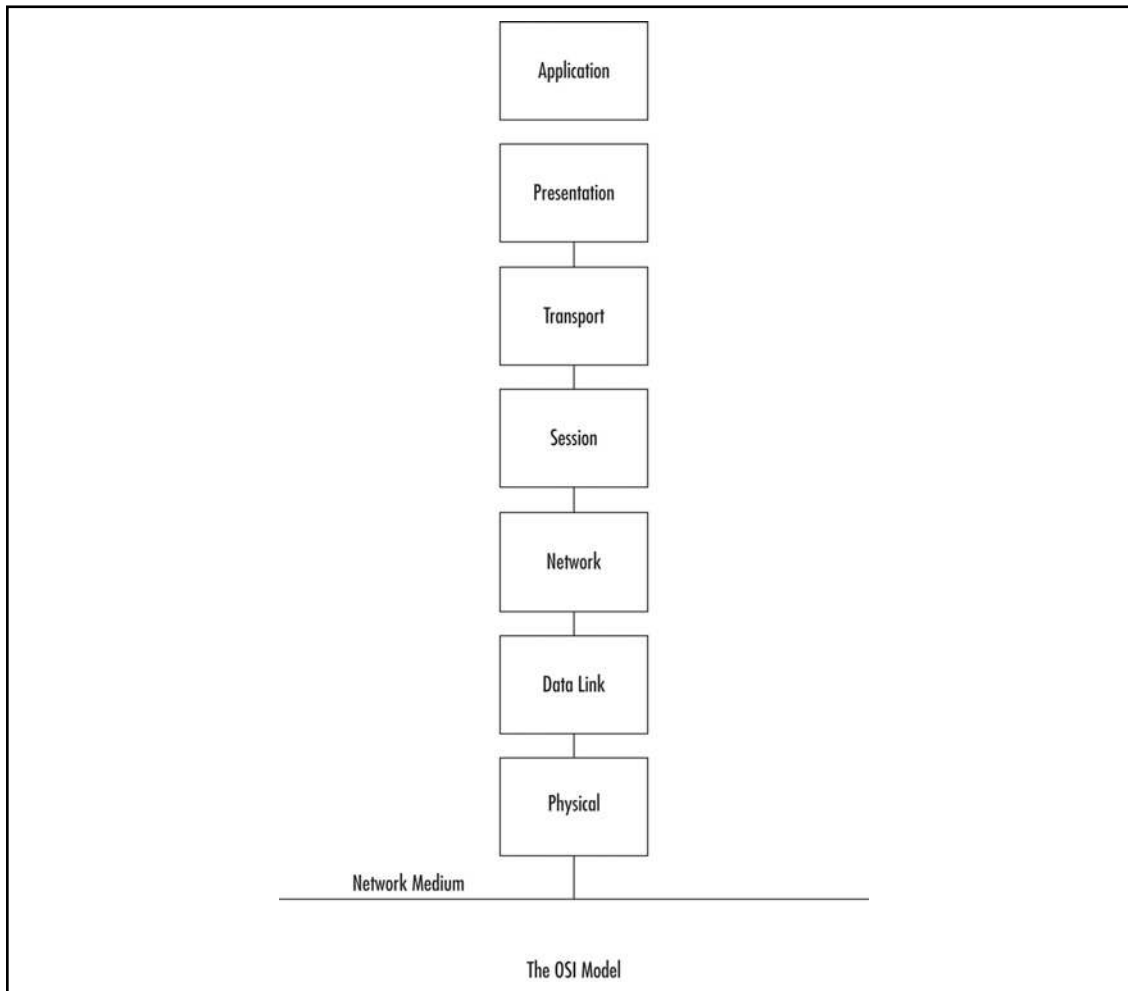 Application
Presentation
Transport
Session
Network
Data Link
Physical
Network Medium
The OSI Model